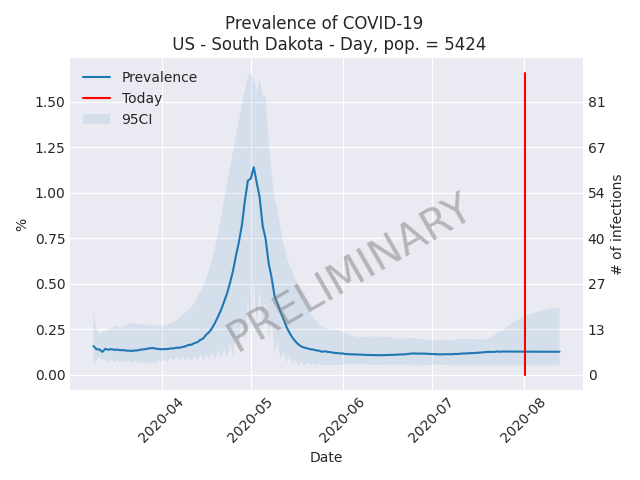 Prevalence of COVID-19
US - South Dakota - Day, pop. = 5424
Prevalence
Today
95CI
PRELIMINARY
%
1.50
1.25
1.00
0.75
0.50
0.25
0.00
81
67
54
40
27
13
0
# of infections
2020-04
2020-05
2020-06
2020-07
2020-08
Date